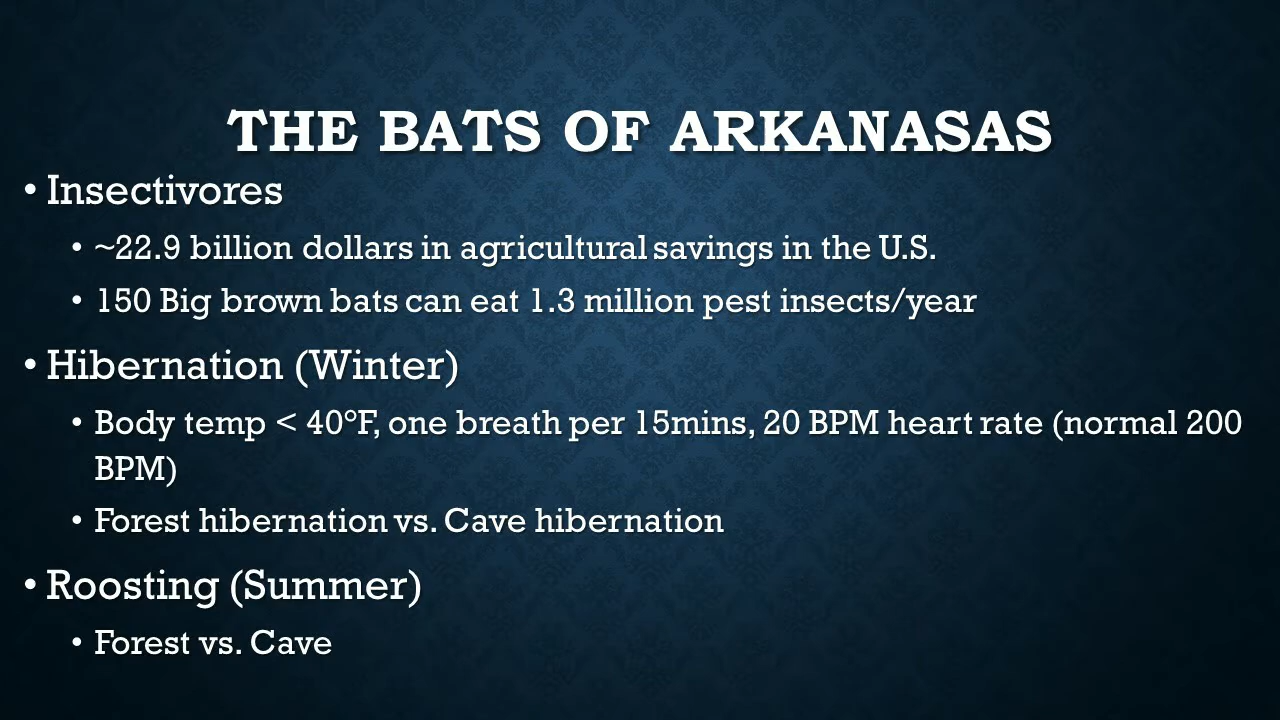 THE BATS OF ARKANASAS
• Insectivores
• ~22.9 billion dollars in agricultural savings in the U.S.
• 150 Big brown bats can eat 1.3 million pest insects/year
• Hibernation (Winter)
• Body temp < 40°F, one breath per 15mins, 20 BPM heart rate (normal 200
BPM)
• Forest hibernation vs. Cave hibernation
• Roosting (Summer)
• Forest vs. Cave